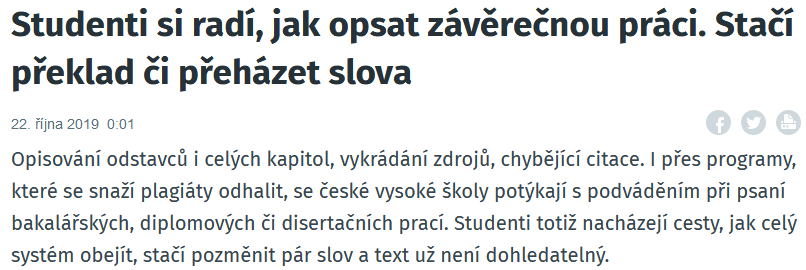 Studenti si radí, jak opsat závěrečnou práci. Stačí
překlad či přeházet slova
22. října 2019 0:01
Opisování odstavců i celých kapitol, vykrádání zdrojů, chybějící citace. I přes programy,
které se snaží plagiáty odhalit, se české vysoké školy potýkají s podváděním při psaní
bakalářských, diplomových či disertačních prací. Studenti totiž nacházejí cesty, jak celý
systém obejít, stačí pozměnit pár slov a text už není dohledatelný.